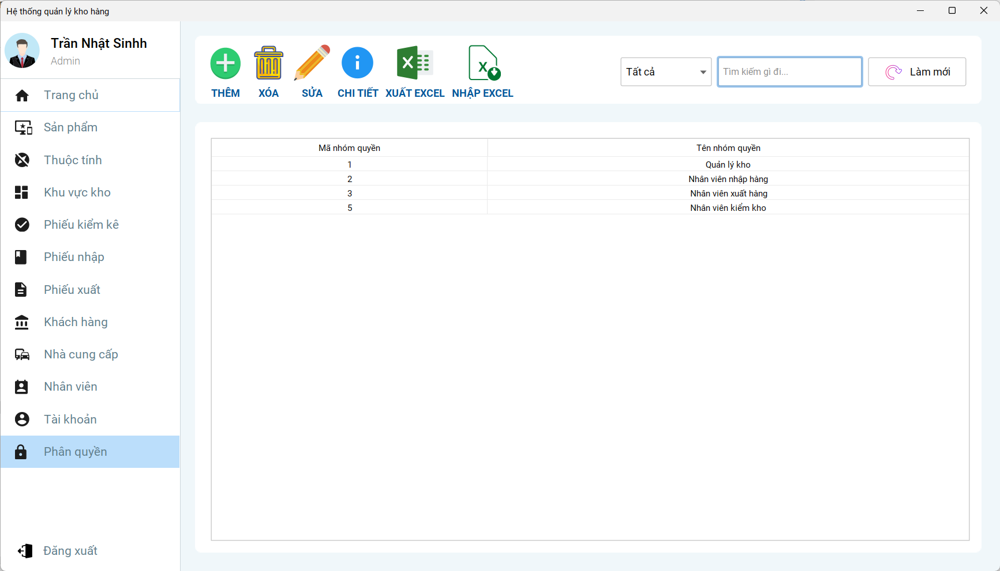 Hệ thống quản lý kho hàng
Trần Nhật Sinhh
Admin
Trang chủ
Sản phẩm
Thuộc tính
Khu vực kho
Phiếu kiểm kê
Phiếu nhập
Phiếu xuất
Khách hàng
Nhà cung cấp
Nhân viên
Tài khoản
Phân quyền
Đăng xuất
THÊM XÓA SỬA CHI TIẾT XUẤT EXCEL NHẬP EXCEL
Tất cả Tìm kiếm gì đi... Làm mới
Mã nhóm quyền Tên nhóm quyền
1 Quản lý kho
2 Nhân viên nhập hàng
3 Nhân viên xuất hàng
5 Nhân viên kiểm kho